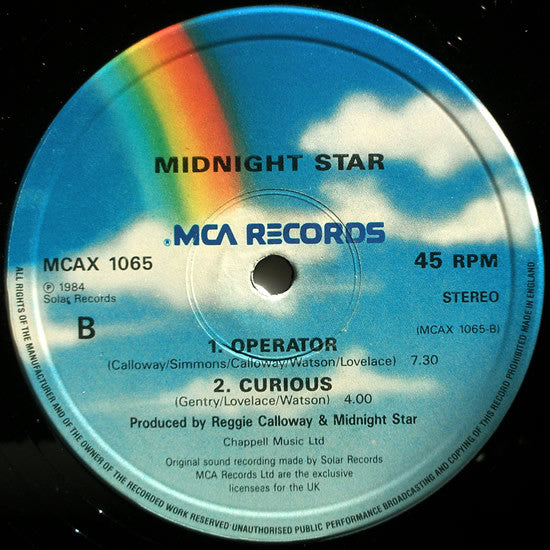 MIDNIGHT STAR
MCA RECORDS
MCAX 1065
45 RPM
℗ 1984
Solar Records
STEREO
B
(MCAX 1065-B)
1. OPERATOR
(Calloway/Simmons/Calloway/Watson/Lovelace) 7.30
2. CURIOUS
(Gentry/Lovelace/Watson) 4.00
Produced by Reggie Calloway & Midnight Star
Chappell Music Ltd
Original sound recording made by Solar Records
MCA Records Ltd are the exclusive
licensees for the UK
ALL RIGHTS OF THE MANUFACTURER AND OF THE OWNER OF THE RECORDED WORK RESERVED UNAUTHORISED PUBLIC PERFORMANCE BROADCASTING AND COPYING OF THIS RECORD PROHIBITED MADE IN ENGLAND